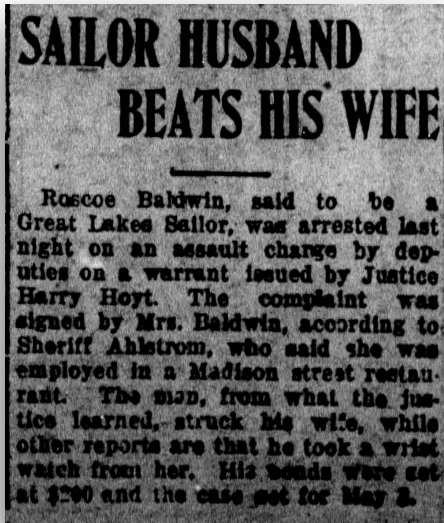 SAILOR HUSBAND
BEATS HIS WIFE
Roscoe Baldwin, said to be a
Great Lakes Sailor, was arrested last
night on an assault charge by dep-
uties on a warrant issued by Justice
Harry Hoyt. The complaint was
signed by Mrs. Baldwin, according to
Sheriff Ahlstrom, who said she was
employed in a Madison street restau-
rant. The man, from what the jus-
tice learned, struck his wife, while
other reports are that he took a wrist
watch from her. His bonds were set
at $200 and the case set for May 2.